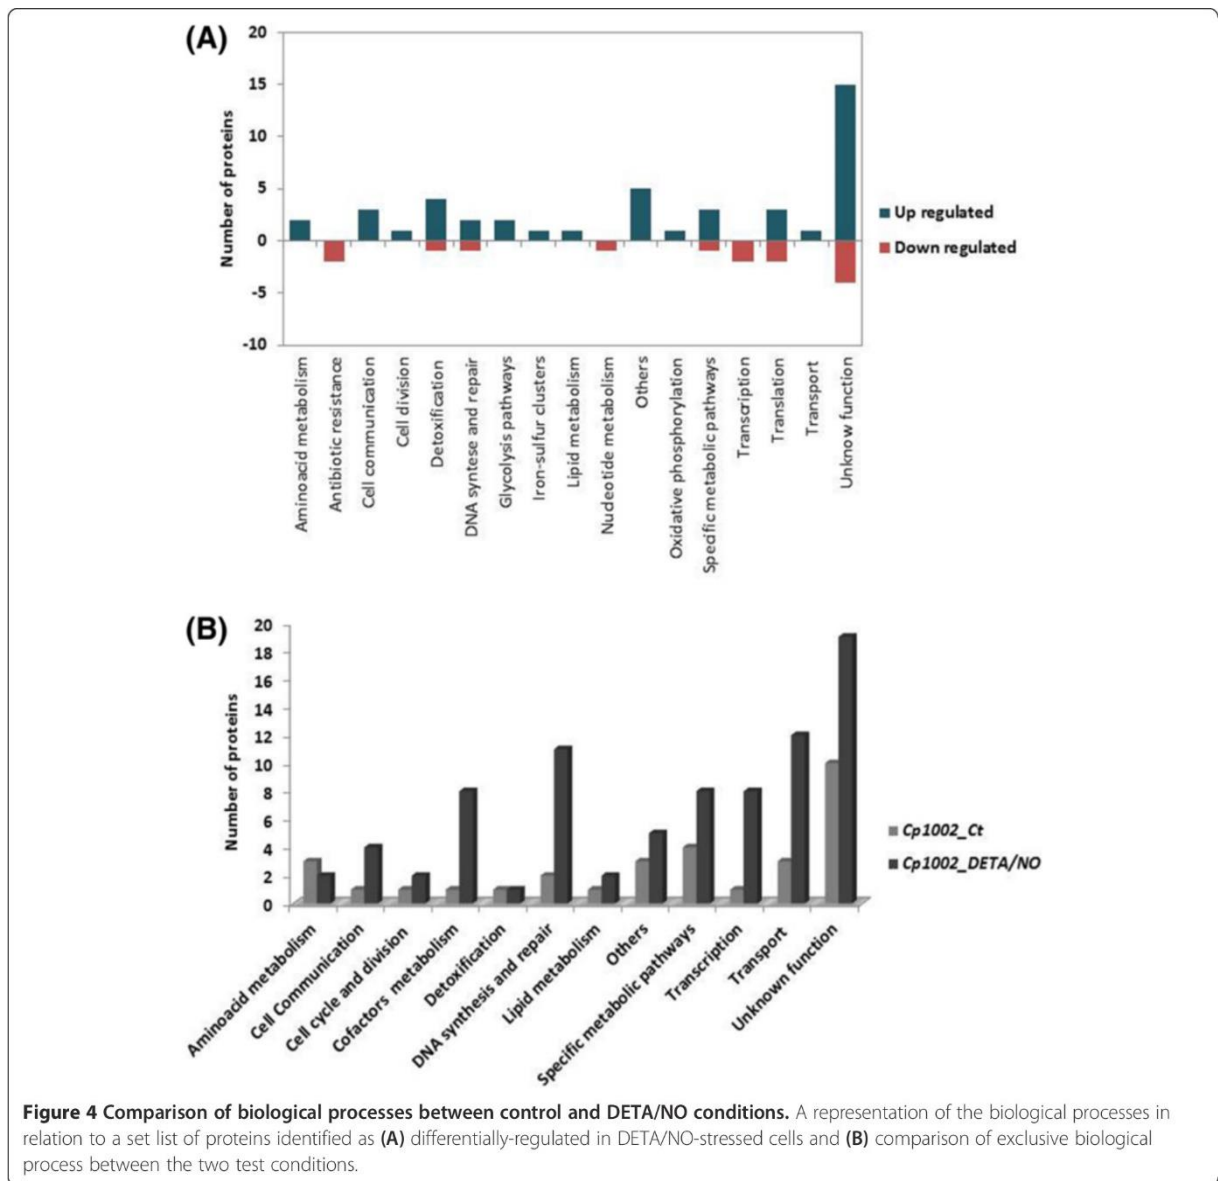 (A)
20
15
10
5
0
-5
-10
Number of proteins
Up regulated
Down regulated
Aminoacid metabolism
Antibiotic resistance
Cell communication
Cell division
Detoxification
DNA syntese and repair
Glycolysis pathways
Iron-sulfur clusters
Lipid metabolism
Nudeotide metabolism
Others
Oxidative phosphorylation
Spedfic metabolic pathways
Transcription
Translation
Transport
Unknow function
(B)
20
18
16
14
12
10
8
6
4
2
0
Number of proteins
Cp1002_Ct
Cp1002_DETA/NO
Aminoacid metabolism
Cell Communication
Cell cycle and division
Cofactors metabolism
Detoxification
DNA synthesis and repair
Lipid metabolism
Others
Specific metabolic pathways
Transcription
Transport
Unknown function
Figure 4 Comparison of biological processes between control and DETA/NO conditions. A representation of the biological processes in
relation to a set list of proteins identified as (A) differentially-regulated in DETA/NO-stressed cells and (B) comparison of exclusive biological
process between the two test conditions.